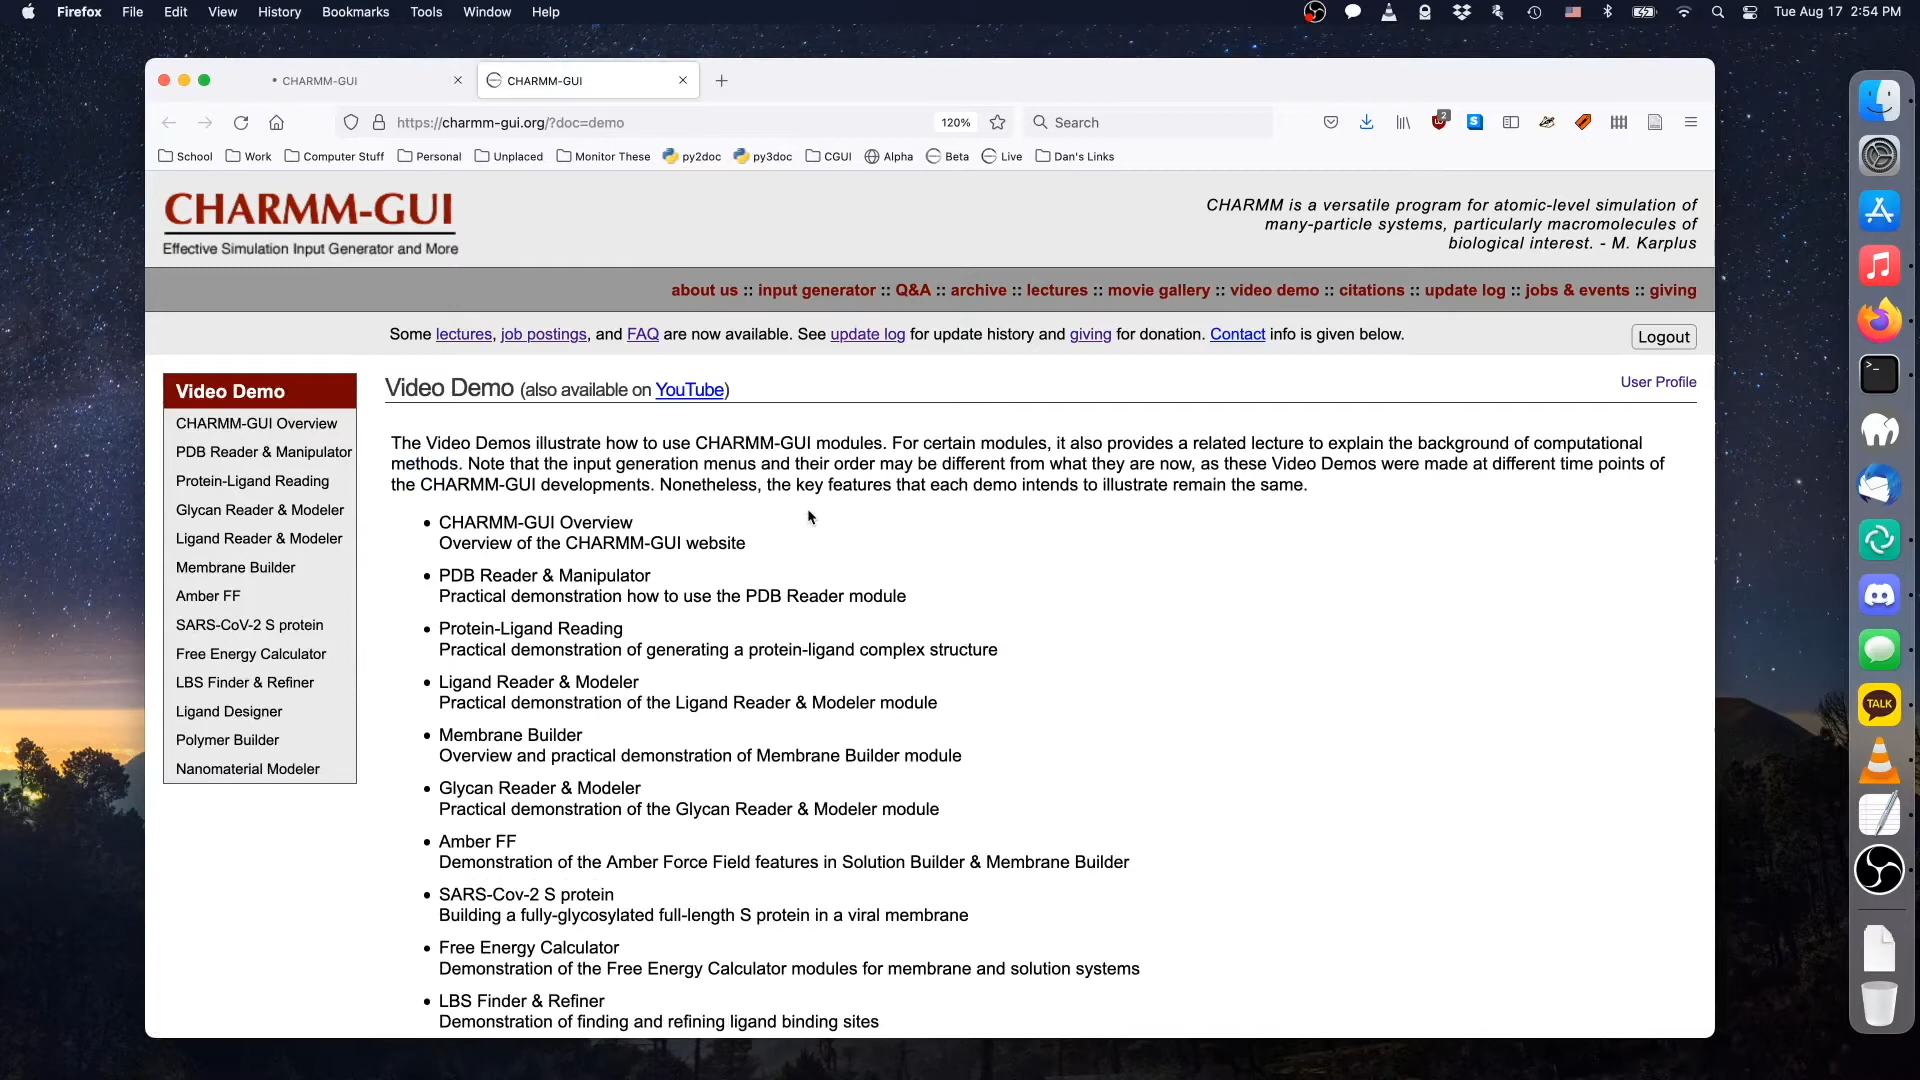 Firefox File Edit View History Bookmarks Tools Window Help Tue Aug 17 2:54 PM
CHARMM-GUI CHARMM-GUI
https://charmm-gui.org/?doc=demo 120% Search 2
School Work Computer Stuff Personal Unplaced Monitor These py2doc py3doc CGUI Alpha Beta Live Dan's Links
CHARMM-GUI
Effective Simulation Input Generator and More
CHARMM is a versatile program for atomic-level simulation of
many-particle systems, particularly macromolecules of
biological interest. - M. Karplus
about us :: input generator :: Q&A :: archive :: lectures :: movie gallery :: video demo :: citations :: update log :: jobs & events :: giving
Some lectures, job postings, and FAQ are now available. See update log for update history and giving for donation. Contact info is given below.
Logout
Video Demo
CHARMM-GUI Overview
PDB Reader & Manipulator
Protein-Ligand Reading
Glycan Reader & Modeler
Ligand Reader & Modeler
Membrane Builder
Amber FF
SARS-CoV-2 S protein
Free Energy Calculator
LBS Finder & Refiner
Ligand Designer
Polymer Builder
Nanomaterial Modeler
Video Demo (also available on YouTube)
User Profile
The Video Demos illustrate how to use CHARMM-GUI modules. For certain modules, it also provides a related lecture to explain the background of computational
methods. Note that the input generation menus and their order may be different from what they are now, as these Video Demos were made at different time points of
the CHARMM-GUI developments. Nonetheless, the key features that each demo intends to illustrate remain the same.
• CHARMM-GUI Overview
Overview of the CHARMM-GUI website
• PDB Reader & Manipulator
Practical demonstration how to use the PDB Reader module
• Protein-Ligand Reading
Practical demonstration of generating a protein-ligand complex structure
• Ligand Reader & Modeler
Practical demonstration of the Ligand Reader & Modeler module
• Membrane Builder
Overview and practical demonstration of Membrane Builder module
• Glycan Reader & Modeler
Practical demonstration of the Glycan Reader & Modeler module
• Amber FF
Demonstration of the Amber Force Field features in Solution Builder & Membrane Builder
• SARS-Cov-2 S protein
Building a fully-glycosylated full-length S protein in a viral membrane
• Free Energy Calculator
Demonstration of the Free Energy Calculator modules for membrane and solution systems
• LBS Finder & Refiner
Demonstration of finding and refining ligand binding sites
TALK